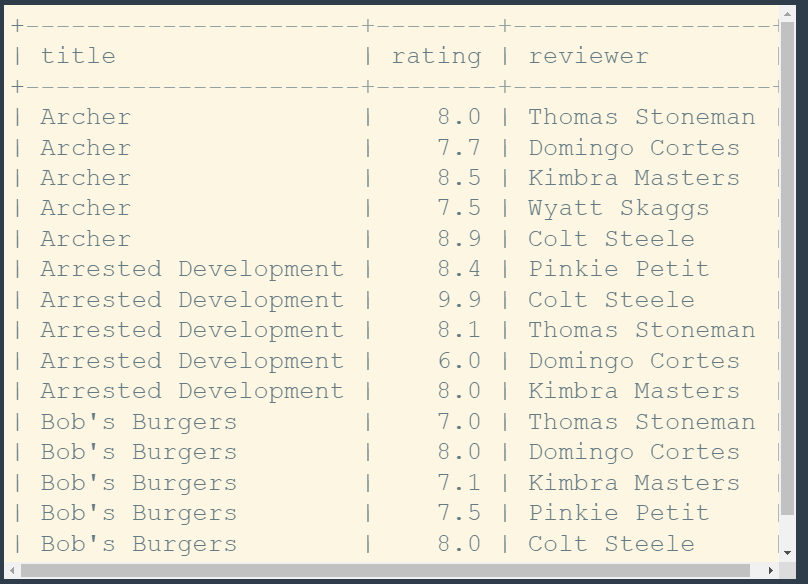 +----------------------+--------+-----------------+
| title                | rating | reviewer        |
+----------------------+--------+-----------------+
| Archer               |    8.0 | Thomas Stoneman |
| Archer               |    7.7 | Domingo Cortes  |
| Archer               |    8.5 | Kimbra Masters  |
| Archer               |    7.5 | Wyatt Skaggs    |
| Archer               |    8.9 | Colt Steele     |
| Arrested Development |    8.4 | Pinkie Petit    |
| Arrested Development |    9.9 | Colt Steele     |
| Arrested Development |    8.1 | Thomas Stoneman |
| Arrested Development |    6.0 | Domingo Cortes  |
| Arrested Development |    8.0 | Kimbra Masters  |
| Bob's Burgers        |    7.0 | Thomas Stoneman |
| Bob's Burgers        |    8.0 | Domingo Cortes  |
| Bob's Burgers        |    7.1 | Kimbra Masters  |
| Bob's Burgers        |    7.5 | Pinkie Petit    |
| Bob's Burgers        |    8.0 | Colt Steele     |